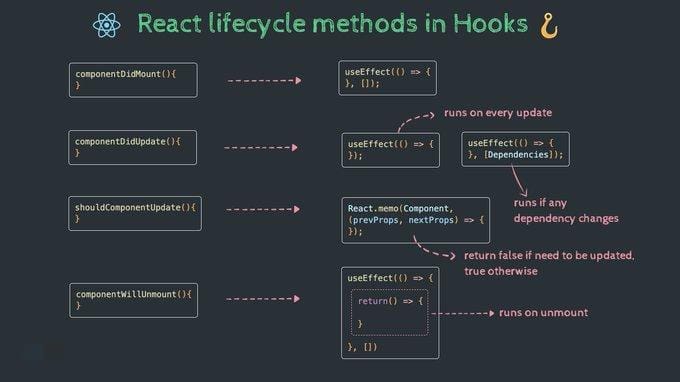 React lifecycle methods in Hooks
componentDidMount(){
}
useEffect(() => {
}, []);
runs on every update
componentDidUpdate(){
}
useEffect(() => {
});
useEffect(() => {
}, [Dependencies]);
runs if any
dependency changes
shouldComponentUpdate(){
}
React.memo(Component,
(prevProps, nextProps) => {
});
return false if need to be updated,
true otherwise
componentWillUnmount(){
}
useEffect(() => {
return() => {
}
}, [])
runs on unmount